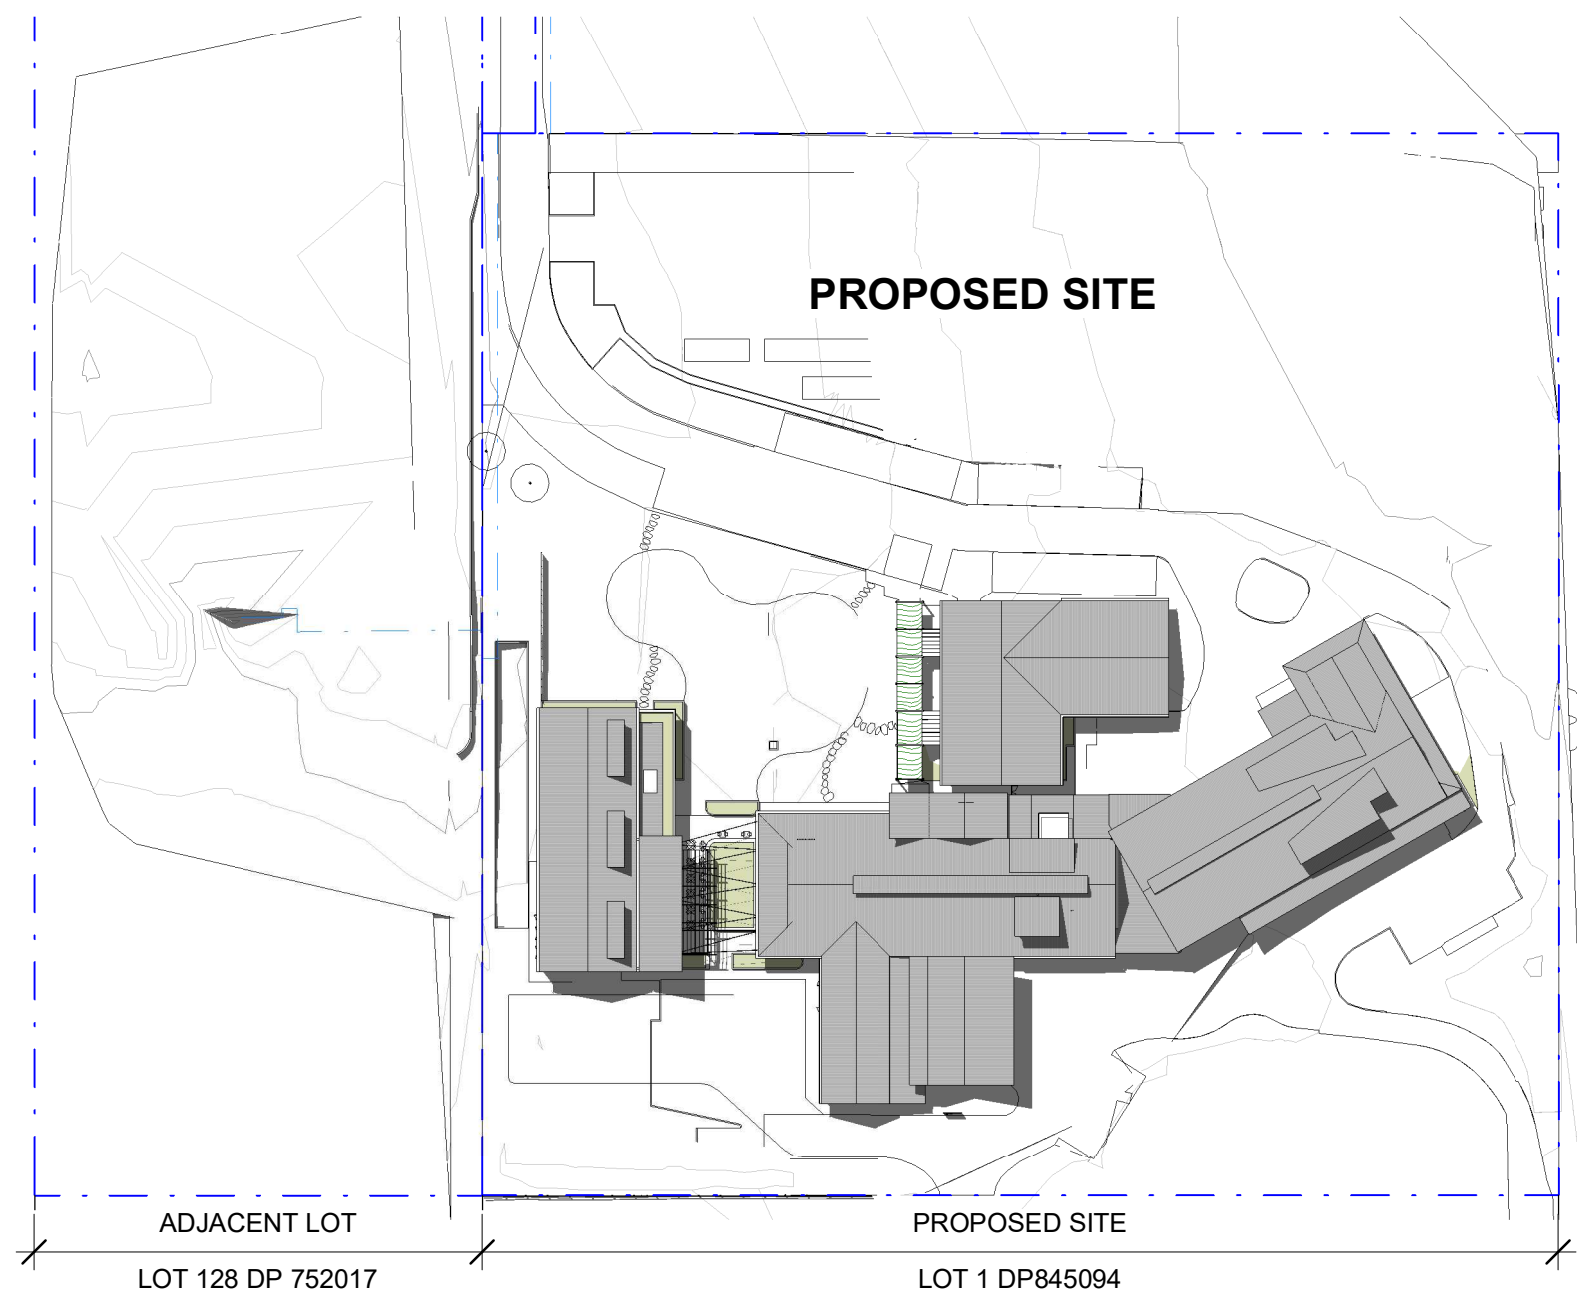 PROPOSED SITE
ADJACENT LOT
PROPOSED SITE
LOT 128 DP 752017
LOT 1 DP845094